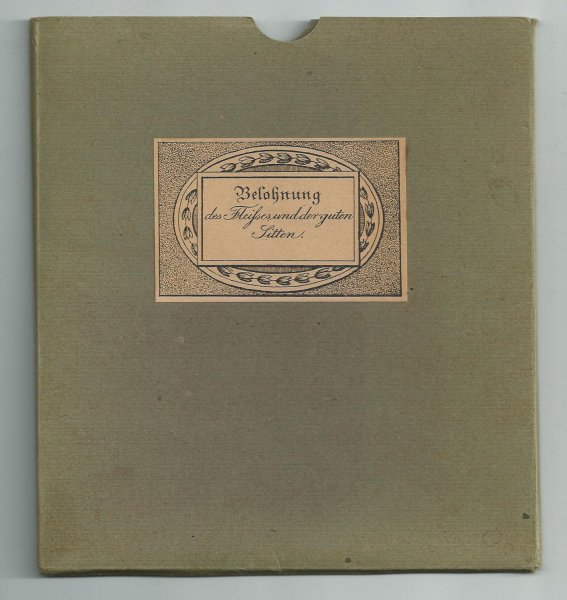 Belohnung
des Fleißes und der guten
Sitten.